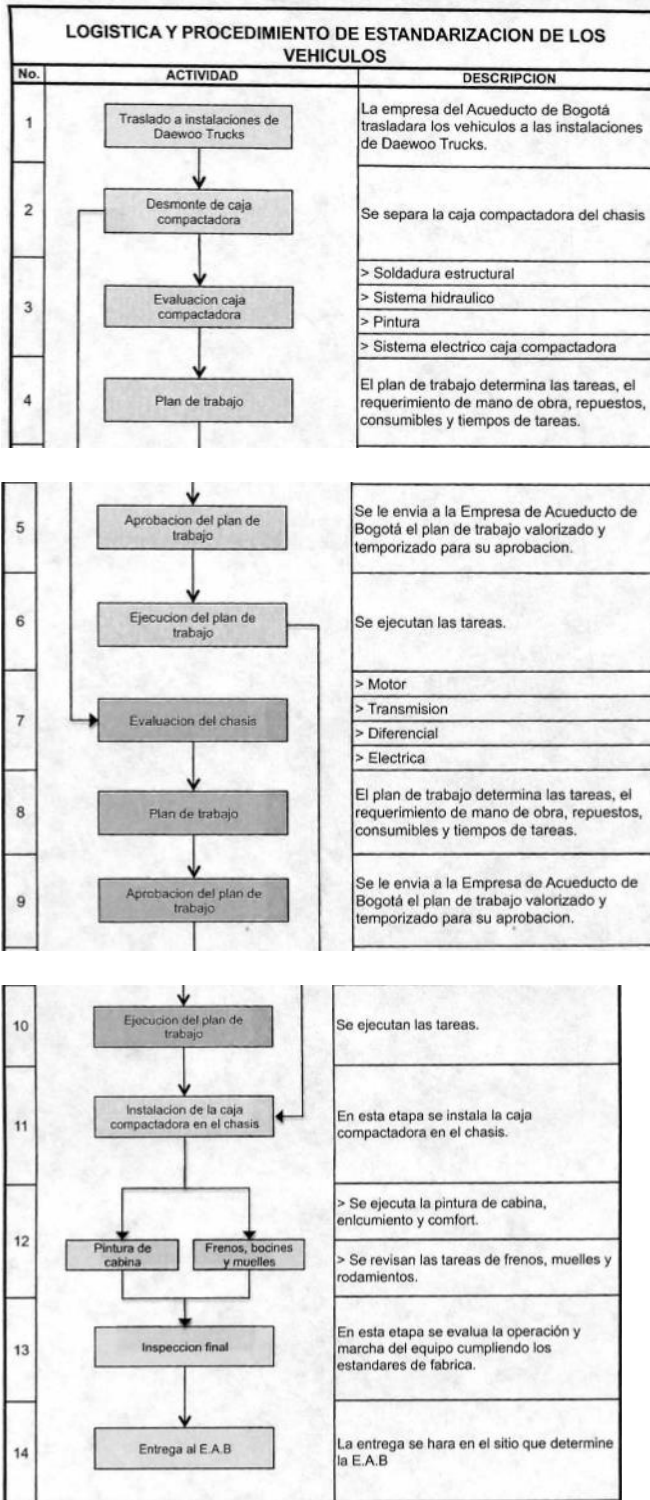 LOGISTICA Y PROCEDIMIENTO DE ESTANDARIZACION DE LOS
VEHICULOS
No.
ACTIVIDAD
DESCRIPCION
1
Traslado a instalaciones de
Daewoo Trucks
La empresa del Acueducto de Bogotá
trasladara los vehiculos a las instalaciones
de Daewoo Trucks.
2
Desmonte de caja
compactadora
Se separa la caja compactadora del chasis
3
Evaluacion caja
compactadora
> Soldadura estructural
> Sistema hidraulico
> Pintura
> Sistema electrico caja compactadora
4
Plan de trabajo
El plan de trabajo determina las tareas, el
requerimiento de mano de obra, repuestos,
consumibles y tiempos de tareas.
5
Aprobacion del plan de
trabajo
Se le envia a la Empresa de Acueducto de
Bogotá el plan de trabajo valorizado y
temporizado para su aprobacion.
6
Ejecucion del plan de
trabajo
Se ejecutan las tareas.
7
Evaluacion del chasis
> Motor
> Transmision
> Diferencial
> Electrica
8
Plan de trabajo
El plan de trabajo determina las tareas, el
requerimiento de mano de obra, repuestos,
consumibles y tiempos de tareas.
9
Aprobacion del plan de
trabajo
Se le envia a la Empresa de Acueducto de
Bogotá el plan de trabajo valorizado y
temporizado para su aprobacion.
10
Ejecucion del plan de
trabajo
Se ejecutan las tareas.
11
Instalacion de la caja
compactadora en el chasis
En esta etapa se instala la caja
compactadora en el chasis.
12
Pintura de
cabina
Frenos, bocines
y muelles
> Se ejecuta la pintura de cabina,
enlcumiento y comfort.
> Se revisan las tareas de frenos, muelles y
rodamientos.
13
Inspeccion final
En esta etapa se evalua la operación y
marcha del equipo cumpliendo los
estandares de fabrica.
14
Entrega al E.A.B
La entrega se hara en el sitio que determine
la E.A.B